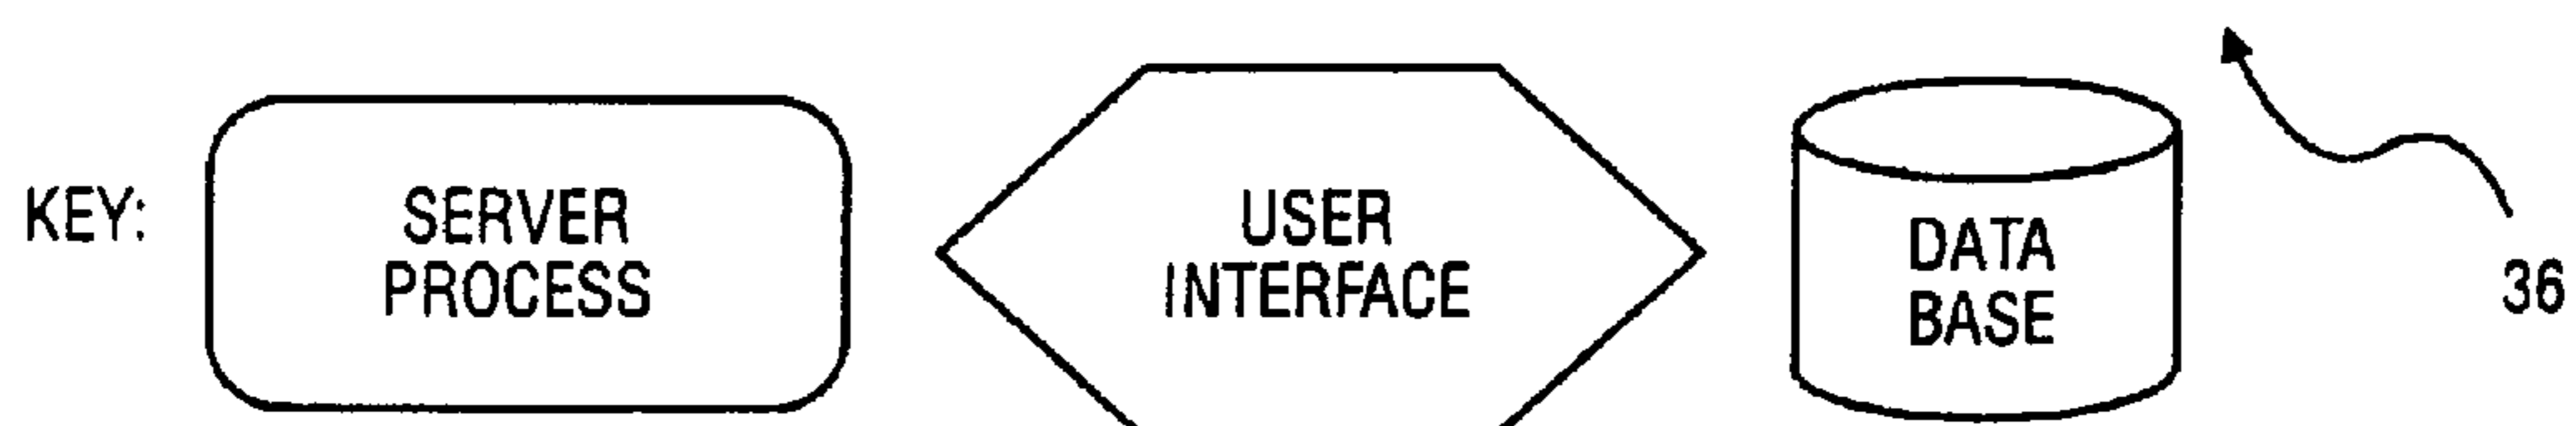 KEY:
SERVER
PROCESS
USER
INTERFACE
DATA
BASE
36